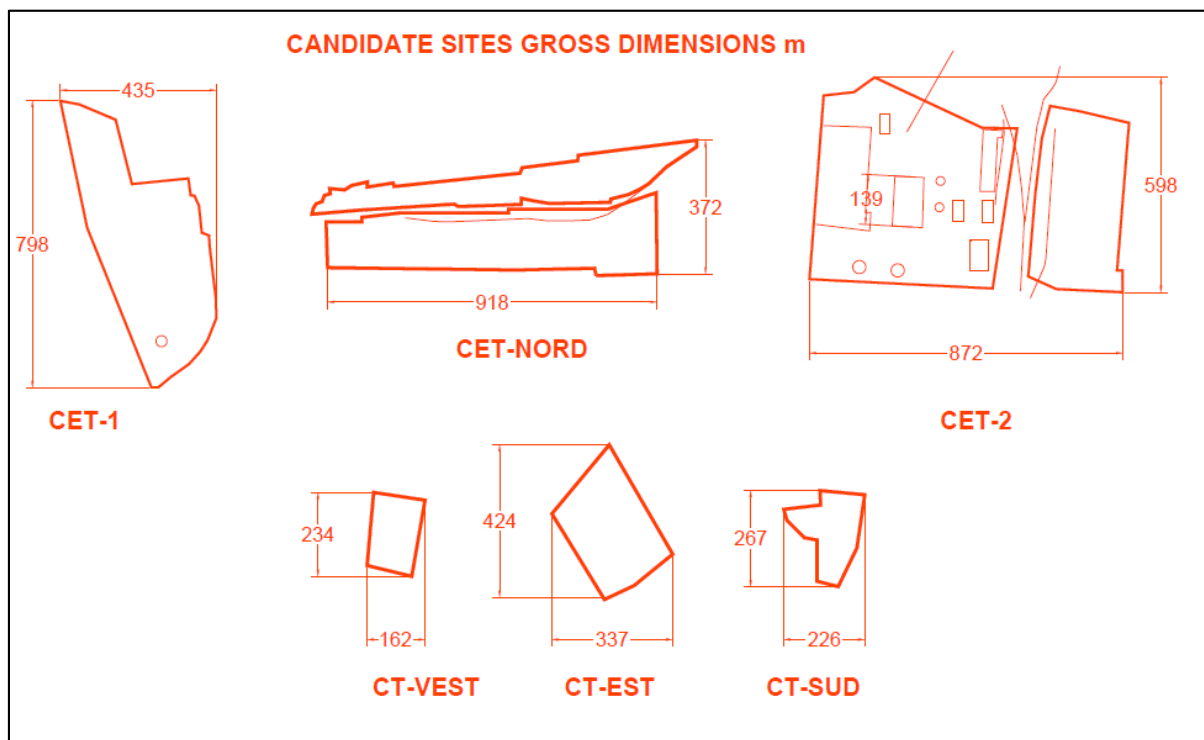 CANDIDATE SITES GROSS DIMENSIONS m
435
798
CET-1
372
918
CET-NORD
139
598
872
CET-2
234
162
CT-VEST
424
337
CT-EST
267
226
CT-SUD